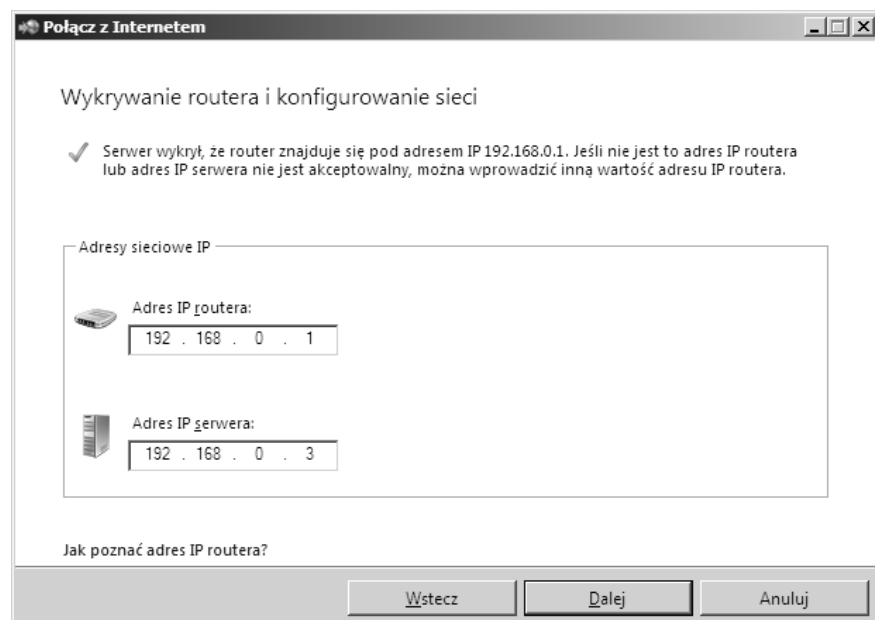 Połącz z Internetem
Wykrywanie routera i konfigurowanie sieci
Serwer wykrył, że router znajduje się pod adresem IP 192.168.0.1. Jeśli nie jest to adres IP routera
lub adres IP serwera nie jest akceptowalny, można wprowadzić inną wartość adresu IP routera.
Adresy sieciowe IP
Adres IP routera:
192 . 168 . 0 . 1
Adres IP serwera:
192 . 168 . 0 . 3
Jak poznać adres IP routera?
Wstecz Dalej Anuluj